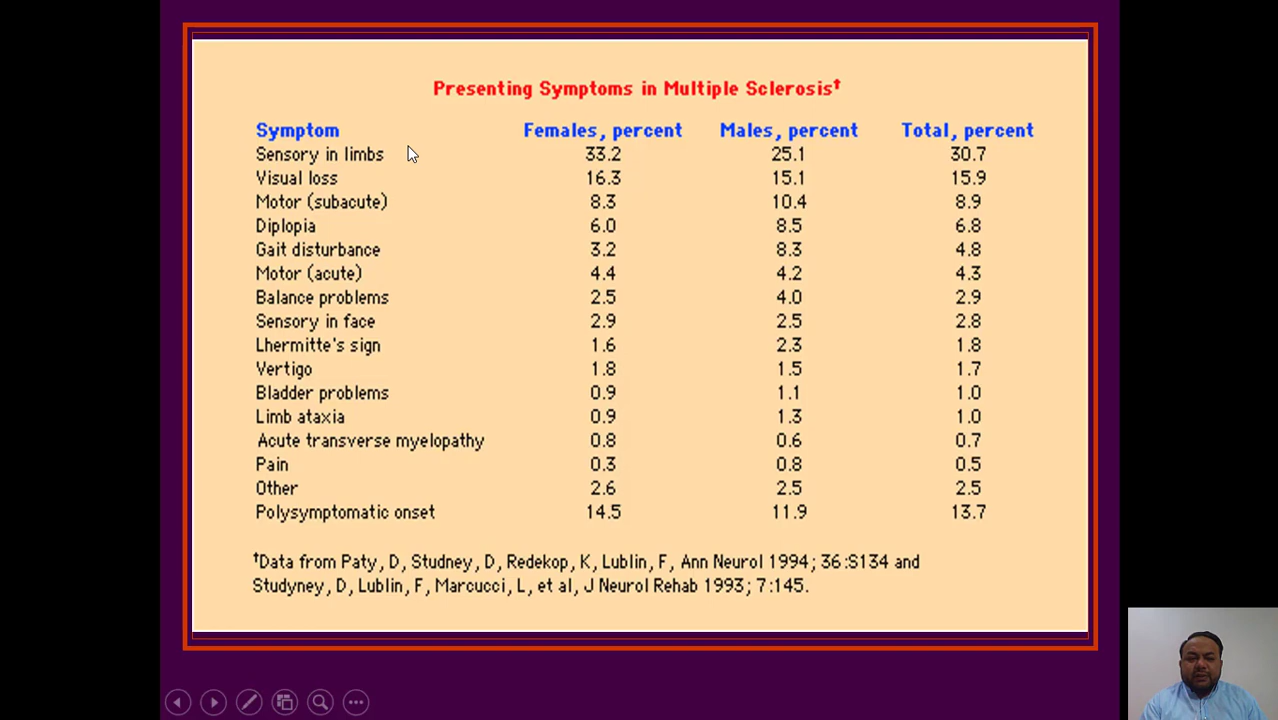 Presenting Symptoms in Multiple Sclerosis†
Symptom Females, percent Males, percent Total, percent
Sensory in limbs 33.2 25.1 30.7
Visual loss 16.3 15.1 15.9
Motor (subacute) 8.3 10.4 8.9
Diplopia 6.0 8.5 6.8
Gait disturbance 3.2 8.3 4.8
Motor (acute) 4.4 4.2 4.3
Balance problems 2.5 4.0 2.9
Sensory in face 2.9 2.5 2.8
Lhermitte's sign 1.6 2.3 1.8
Vertigo 1.8 1.5 1.7
Bladder problems 0.9 1.1 1.0
Limb ataxia 0.9 1.3 1.0
Acute transverse myelopathy 0.8 0.6 0.7
Pain 0.3 0.8 0.5
Other 2.6 2.5 2.5
Polysymptomatic onset 14.5 11.9 13.7
†Data from Paty, D, Studney, D, Redekop, K, Lublin, F, Ann Neurol 1994; 36:S134 and
Studyney, D, Lublin, F, Marcucci, L, et al, J Neurol Rehab 1993; 7:145.